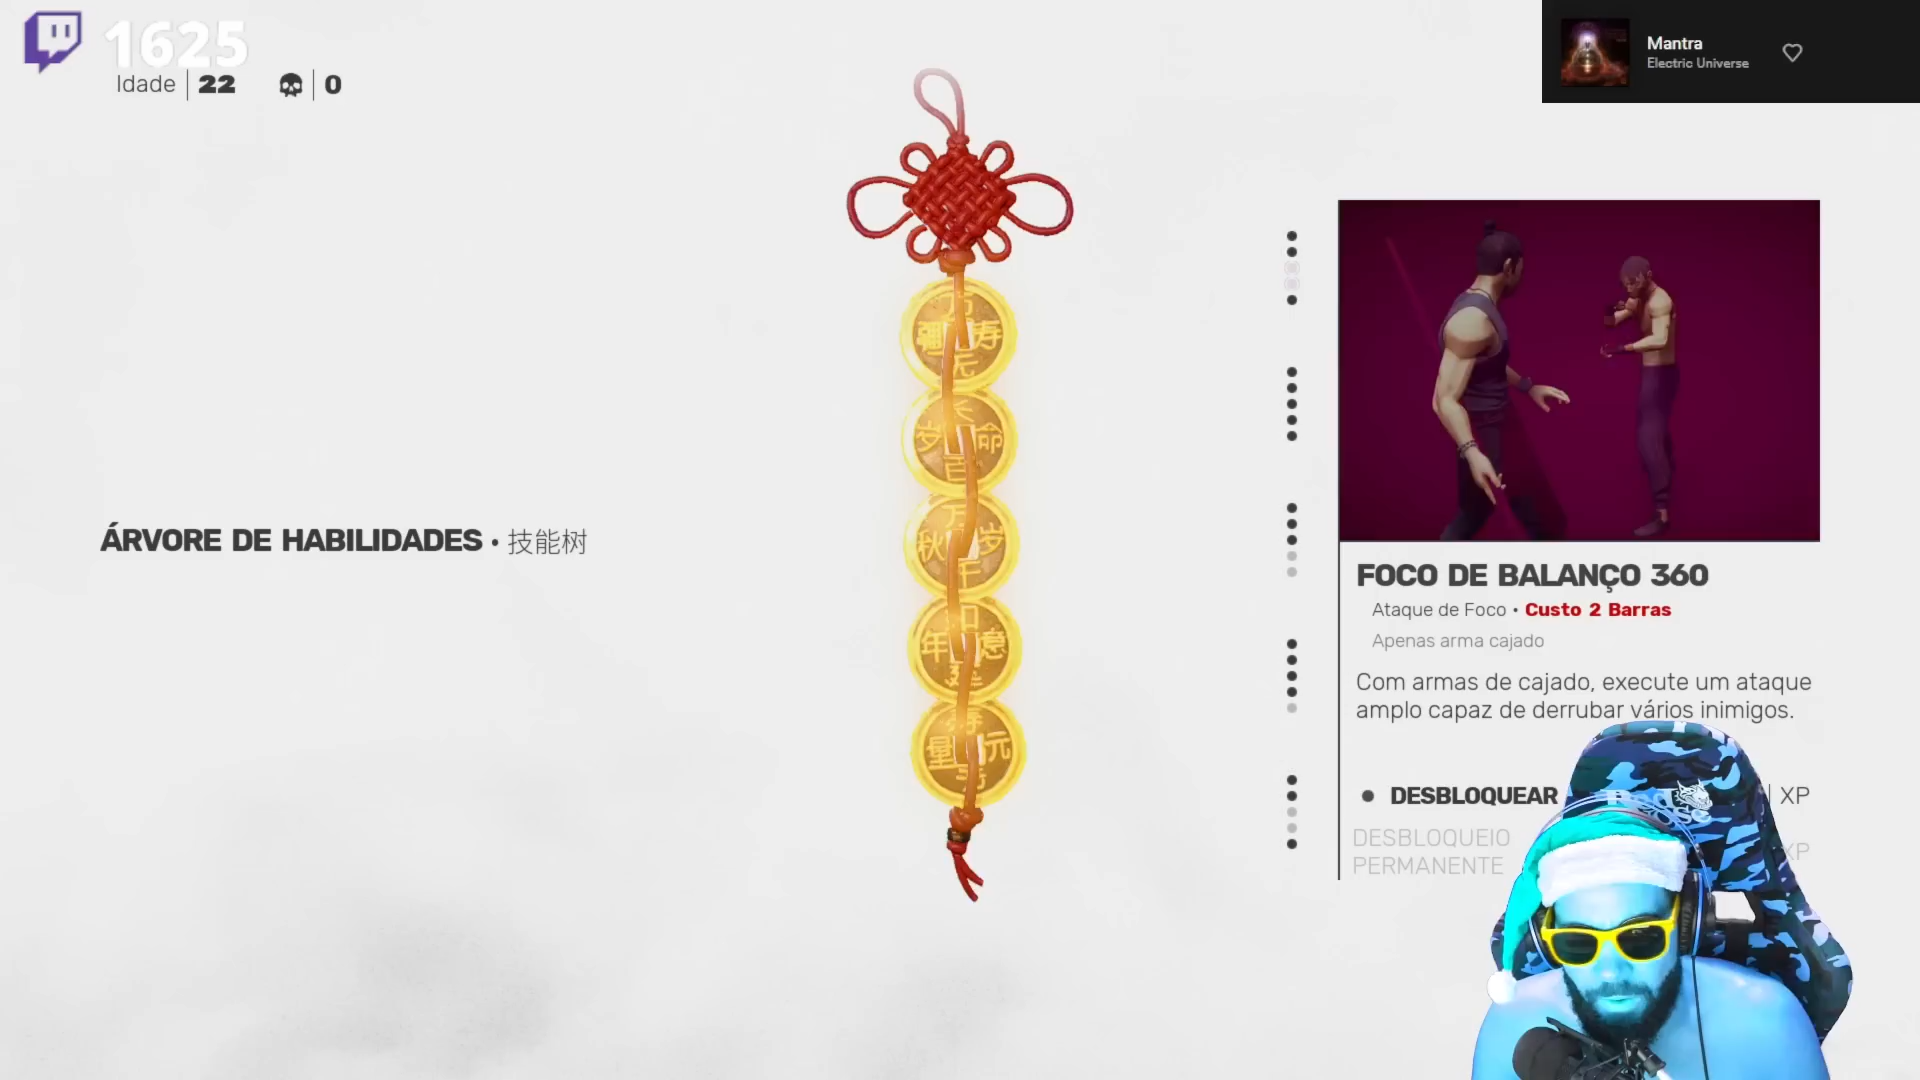 1625
Idade 22 0
Mantra
Electric Universe
ÁRVORE DE HABILIDADES • 技能树
FOCO DE BALANÇO 360
Ataque de Foco • Custo 2 Barras
Apenas arma cajado
Com armas de cajado, execute um ataque
amplo capaz de derrubar vários inimigos.
DESBLOQUEAR XP
DESBLOQUEIO
PERMANENTE XP